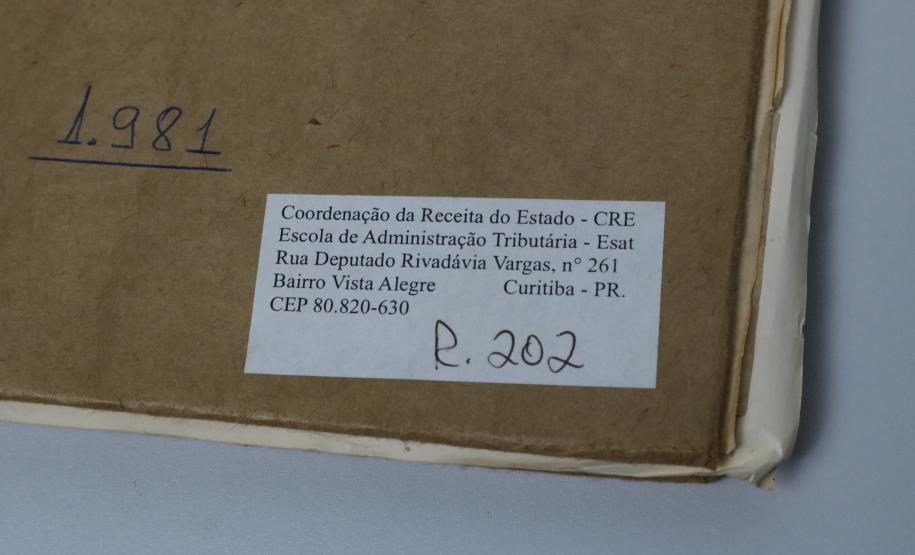 1.981
Coordenação da Receita do Estado - CRE
Escola de Administração Tributária - Esat
Rua Deputado Rivadávia Vargas, n° 261
Bairro Vista Alegre Curitiba - PR.
CEP 80.820-630
R. 202